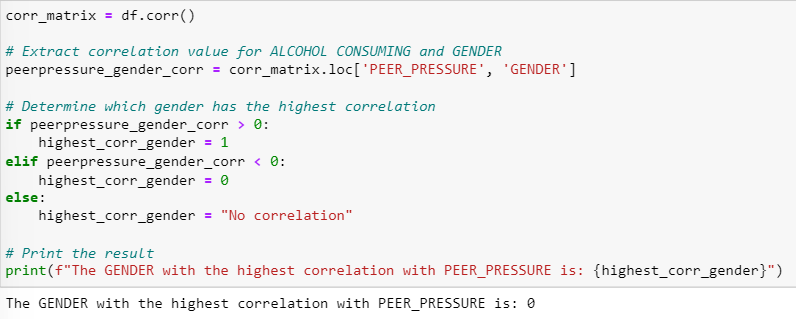 corr_matrix = df.corr()
# Extract correlation value for ALCOHOL CONSUMING and GENDER
peerpressure_gender_corr = corr_matrix.loc['PEER_PRESSURE', 'GENDER']
# Determine which gender has the highest correlation
if peerpressure_gender_corr > 0:
    highest_corr_gender = 1
elif peerpressure_gender_corr < 0:
    highest_corr_gender = 0
else:
    highest_corr_gender = "No correlation"
# Print the result
print(f"The GENDER with the highest correlation with PEER_PRESSURE is: {highest_corr_gender}")
The GENDER with the highest correlation with PEER_PRESSURE is: 0